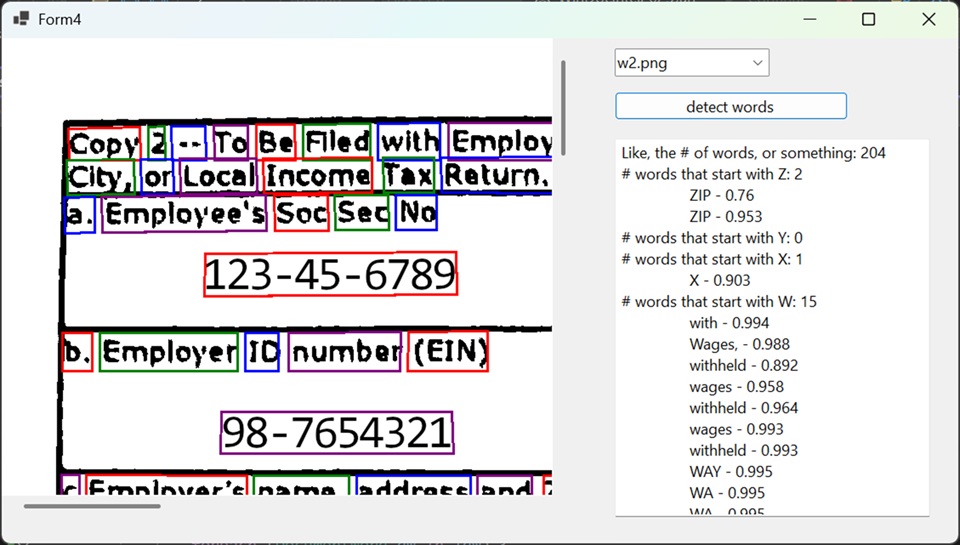 Form4
Copy 2 -- To Be Filed with Employ
City, or Local Income Tax Return.
a. Employee's Soc Sec No
123-45-6789
b. Employer ID number (EIN)
98-7654321
c Employer's name, address and
w2.png
detect words
Like, the # of words, or something: 204
# words that start with Z: 2
ZIP - 0.76
ZIP - 0.953
# words that start with Y: 0
# words that start with X: 1
X - 0.903
# words that start with W: 15
with - 0.994
Wages, - 0.988
withheld - 0.892
wages - 0.958
withheld - 0.964
wages - 0.993
withheld - 0.993
WAY - 0.995
WA - 0.995
WA - 0.995